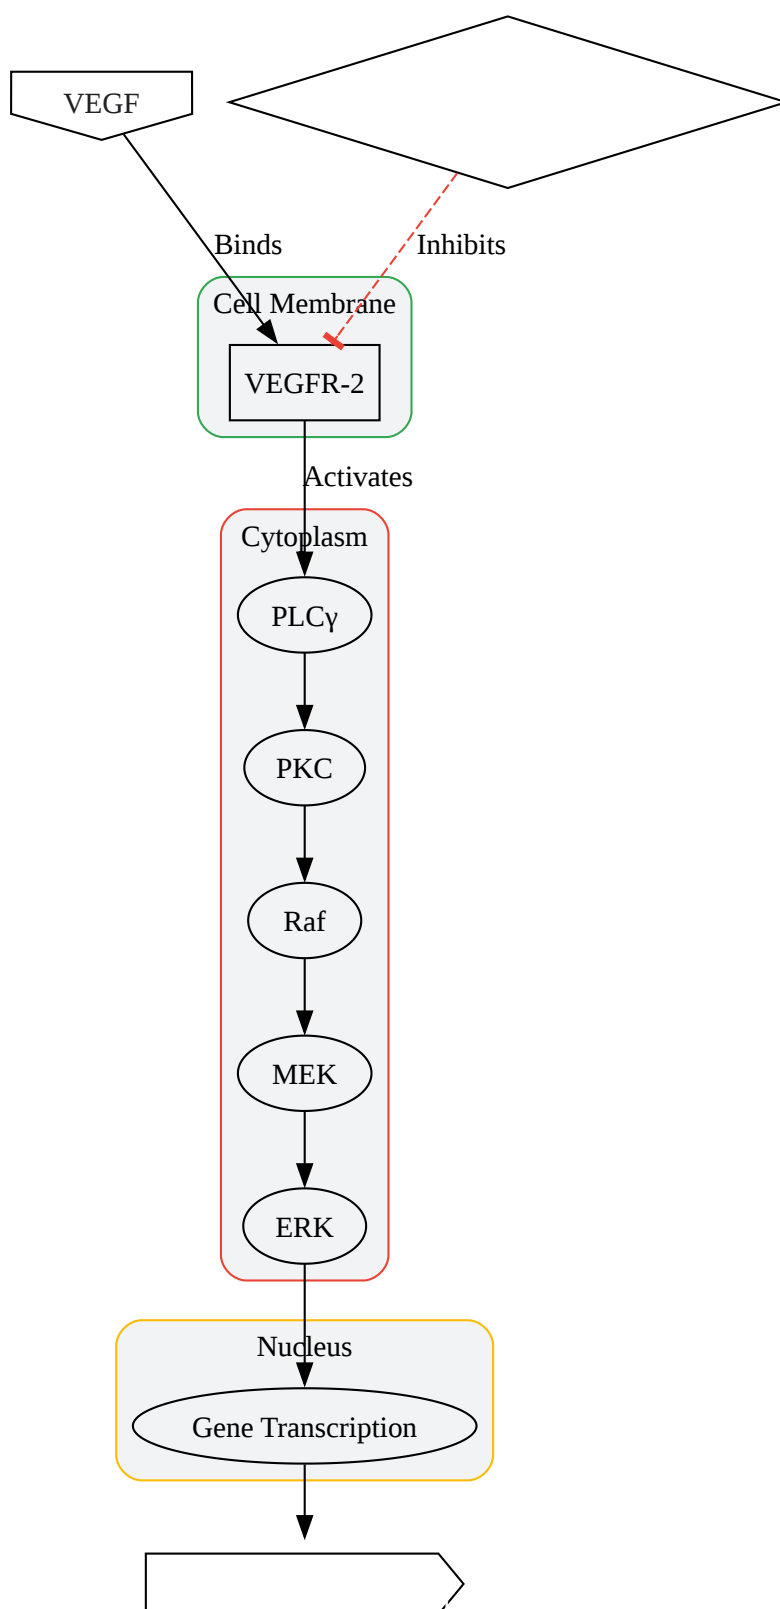 VEGF
Binds
Inhibits
Cell Membrane
VEGFR-2
Activates
Cytoplasm
PLCγ
PKC
Raf
MEK
ERK
Nucleus
Gene Transcription